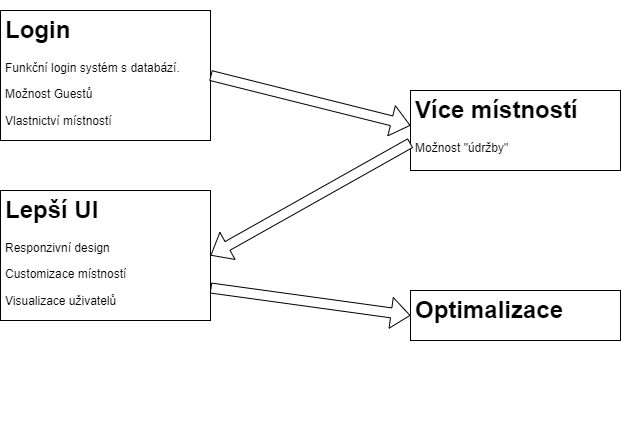 Login
Funkční login systém s databází.
Možnost Guestů
Vlastnictví místností
Více místností
Možnost "údržby"
Lepší UI
Responzivní design
Customizace místností
Visualizace uživatelů
Optimalizace